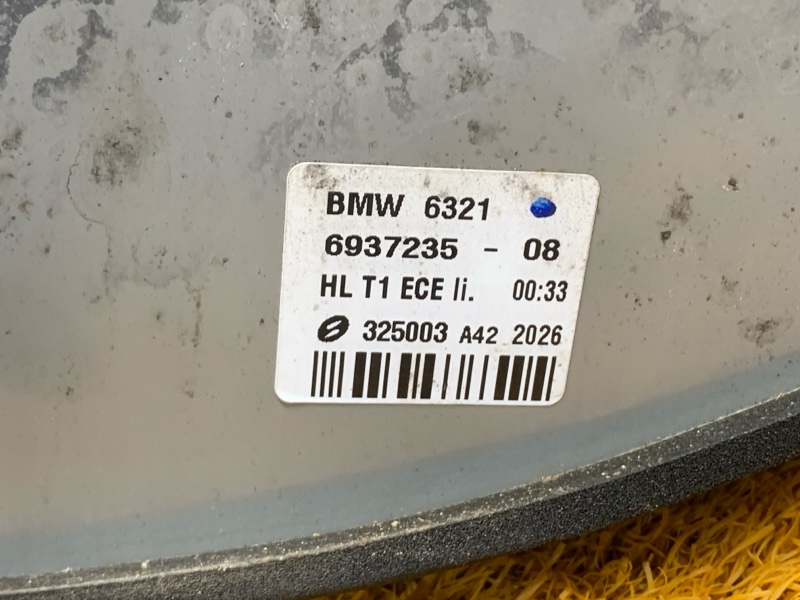 BMW 6321
6937235 - 08
HL T1 ECE li. 00:33
325003 A42 2026